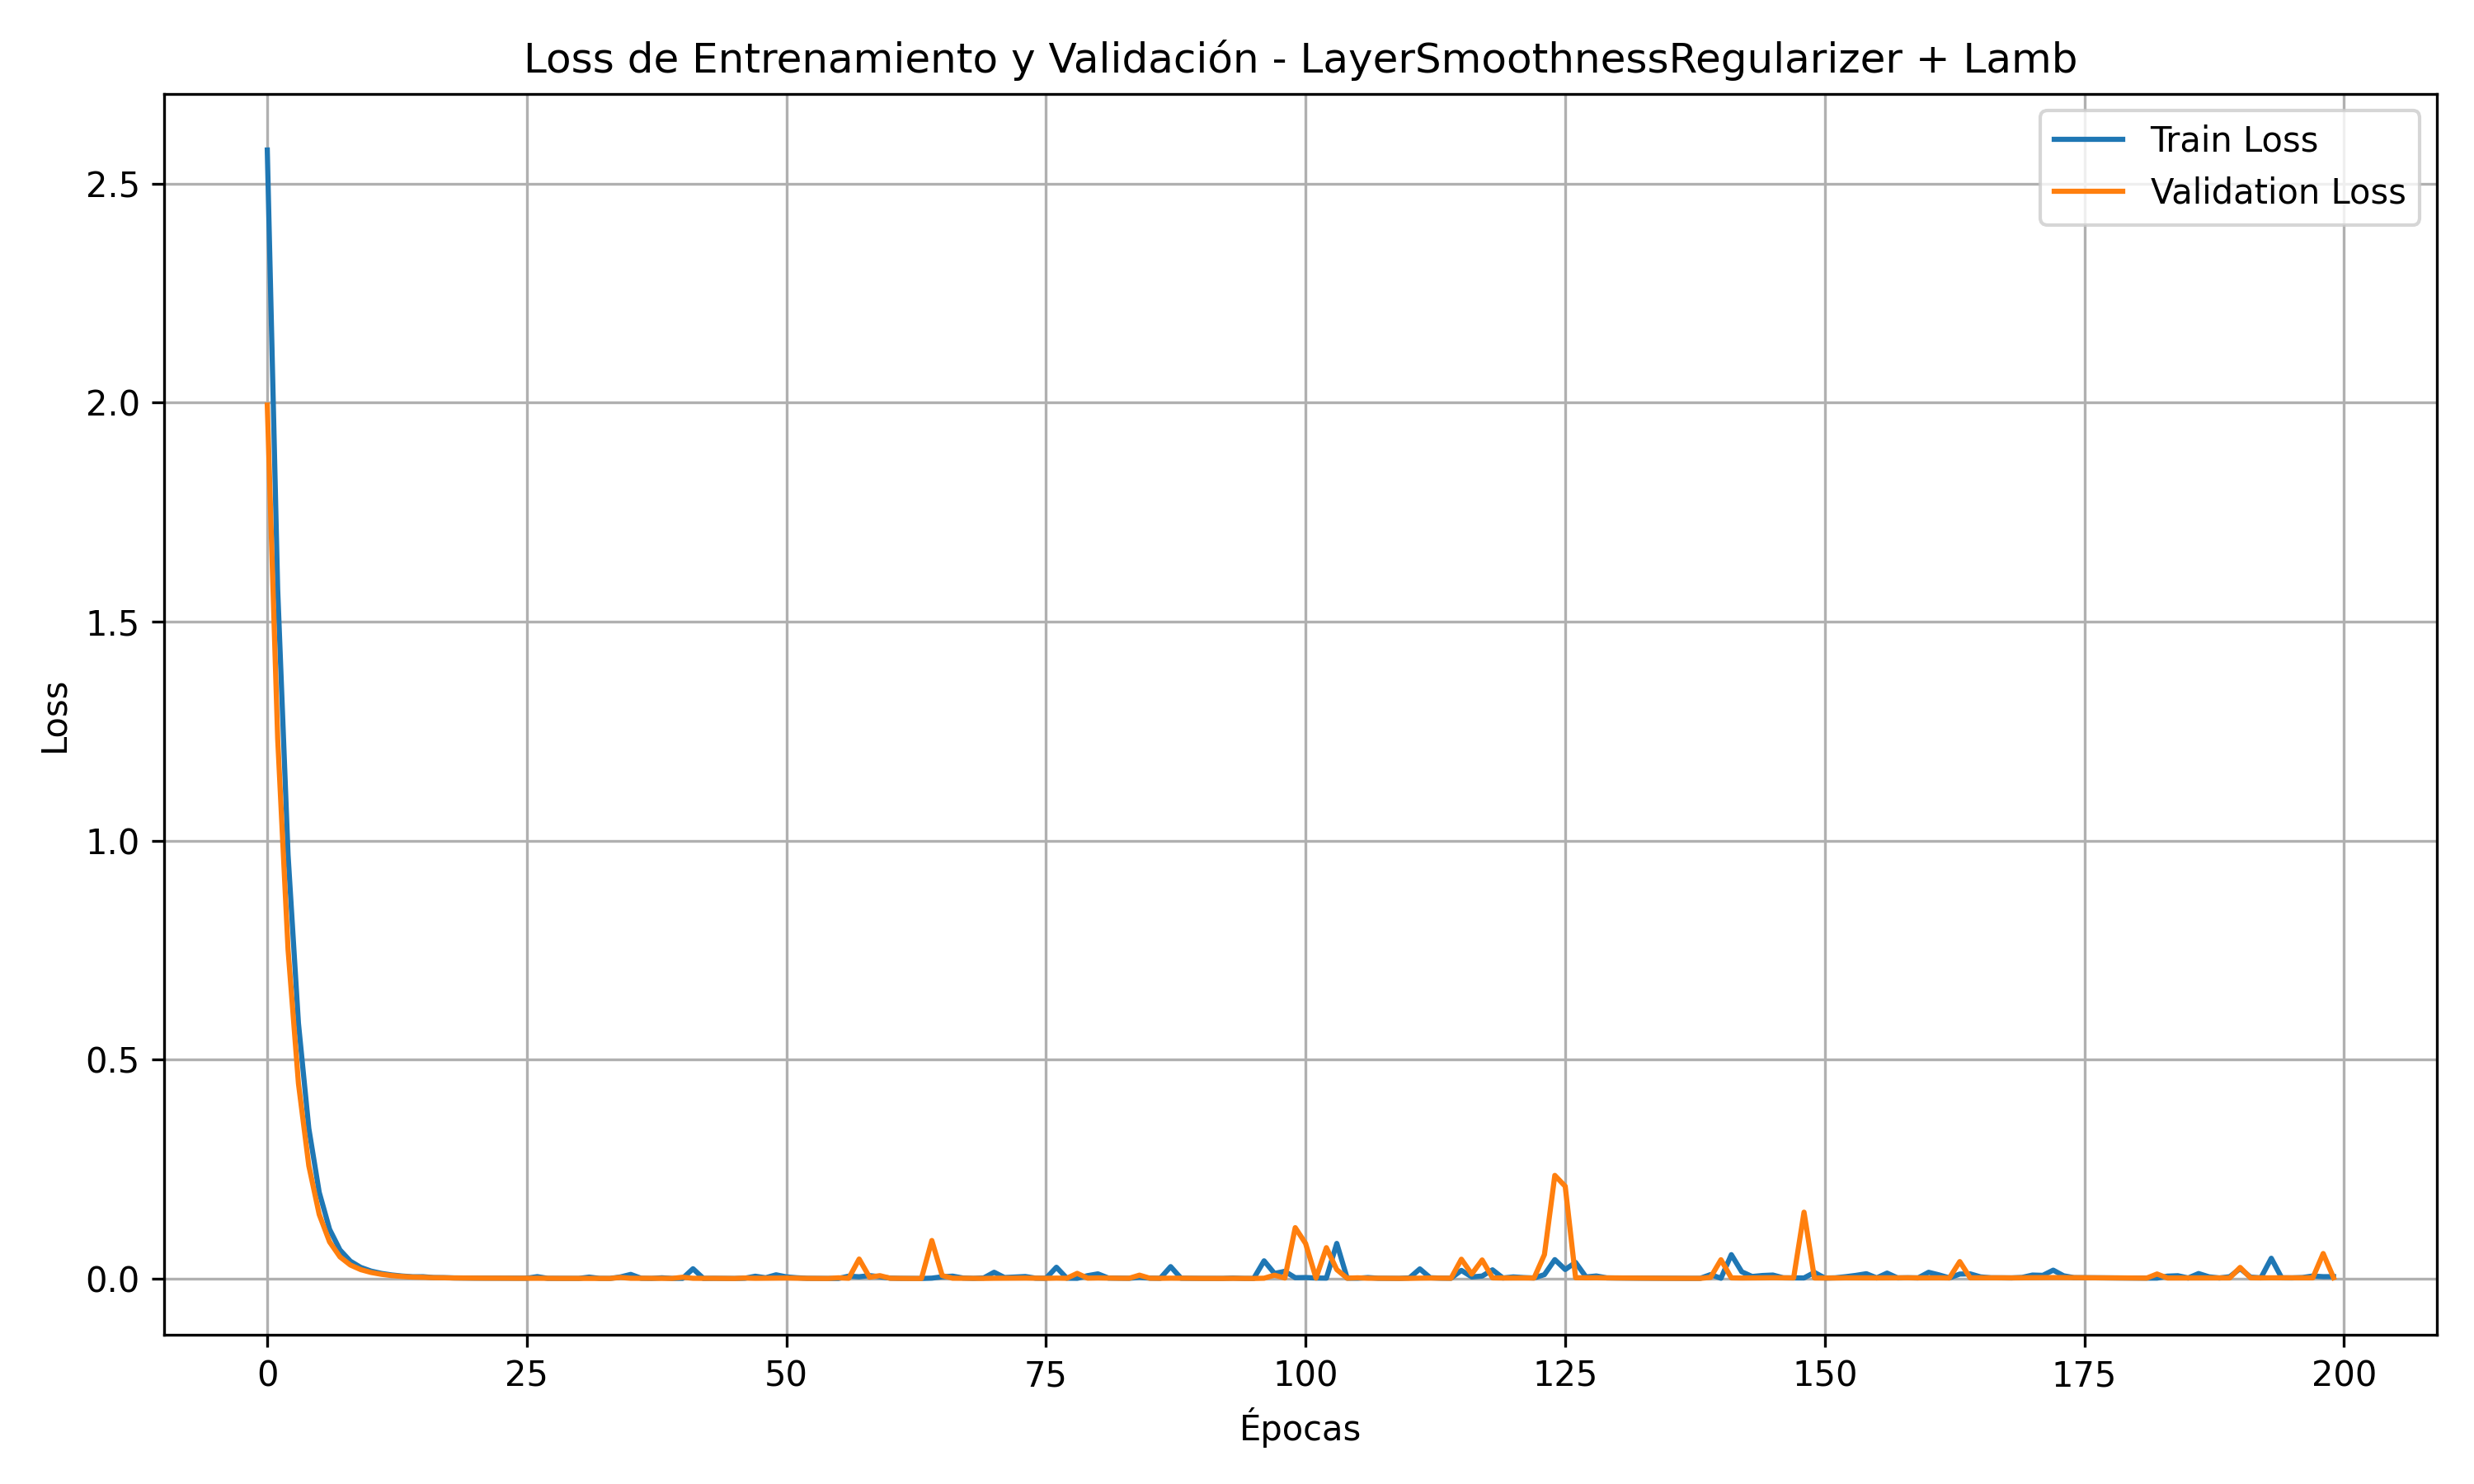 Loss de Entrenamiento y Validación - LayerSmoothnessRegularizer + Lamb
Train Loss
Validation Loss
2.5
2.0
1.5
1.0
0.5
0.0
Loss
0 25 50 75 100 125 150 175 200
Épocas